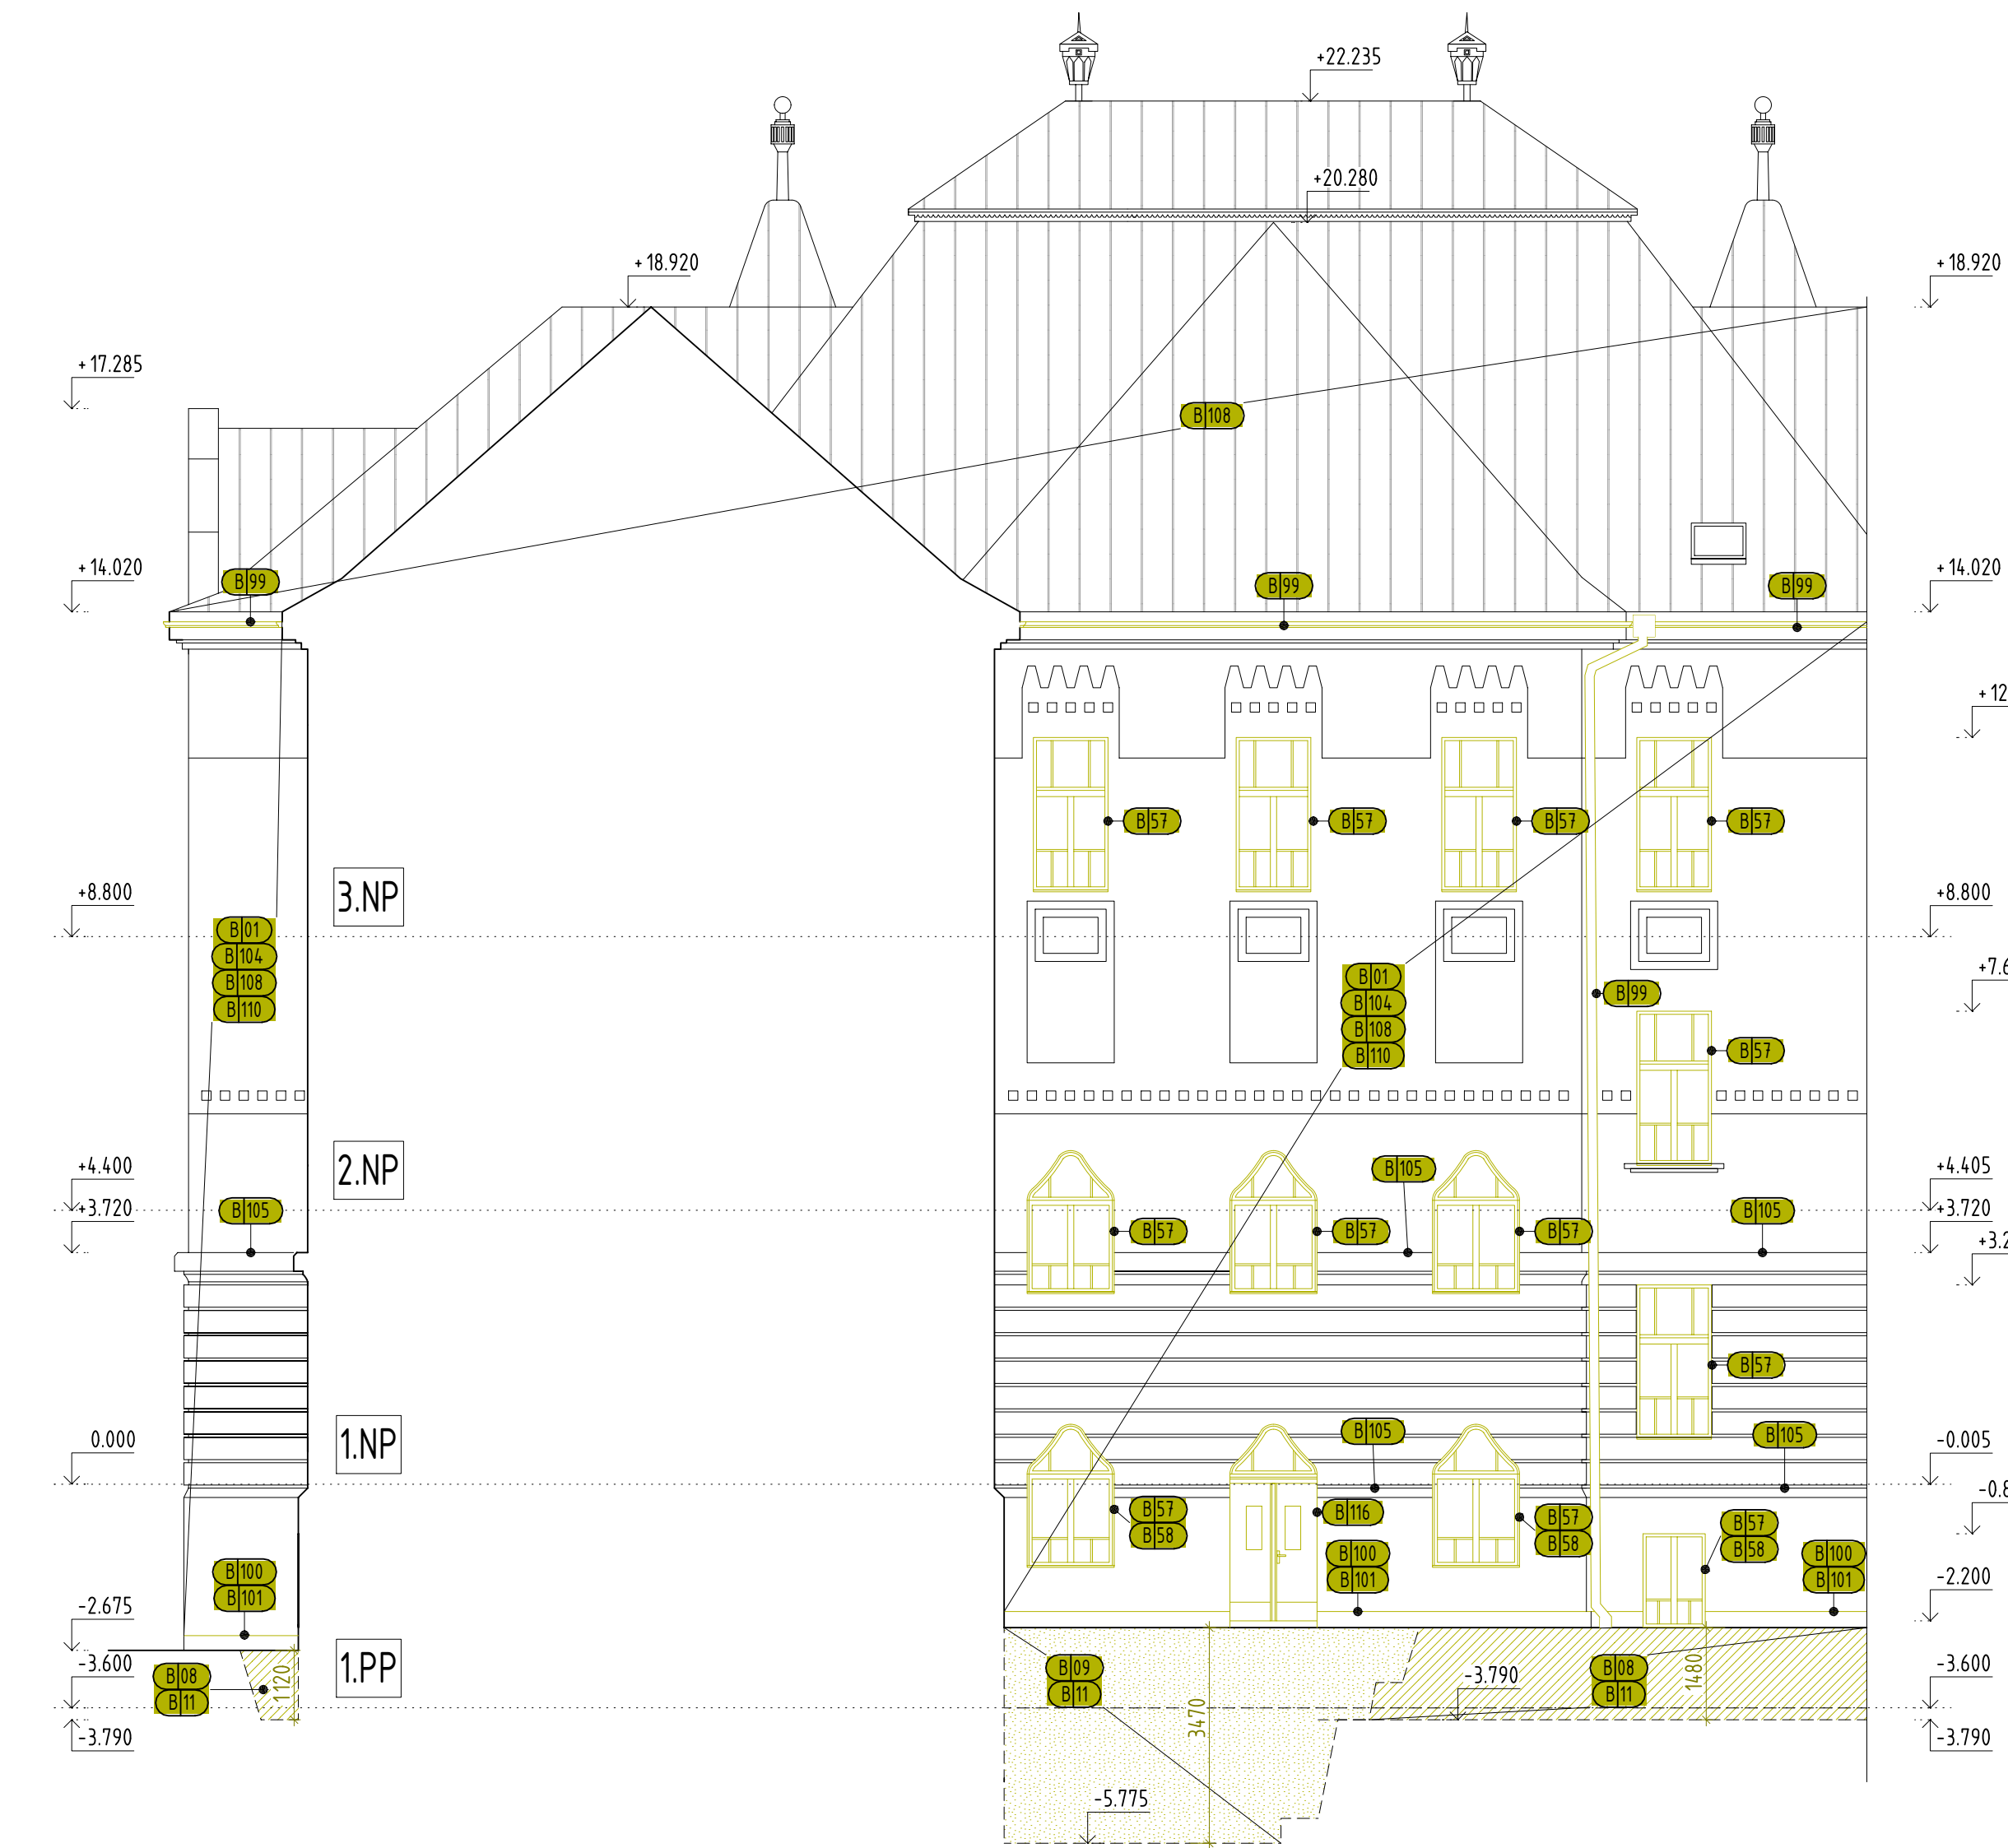 +22.235
+20.280
+18.920
+18.920
+17.285
B 108
+14.020
B 99
B 99
B 99
+14.020
B 57
B 57
B 57
B 57
+8.800
3.NP
+8.800
B 01
B 104
B 108
B 110
B 01
B 104
B 108
B 110
B 99
B 57
2.NP
+4.400
+3.720
B 105
B 105
B 105
+4.405
+3.720
B 57
B 57
B 57
B 57
1.NP
0.000
B 105
B 105
-0.005
B 57
B 58
B 116
B 57
B 58
B 57
B 58
B 100
B 101
B 100
B 101
B 100
B 101
-2.675
-2.200
1.PP
-3.600
-3.790
B 08
B 11
1120
B 09
B 11
3470
-3.790
B 08
B 11
1480
-3.600
-3.790
-5.775